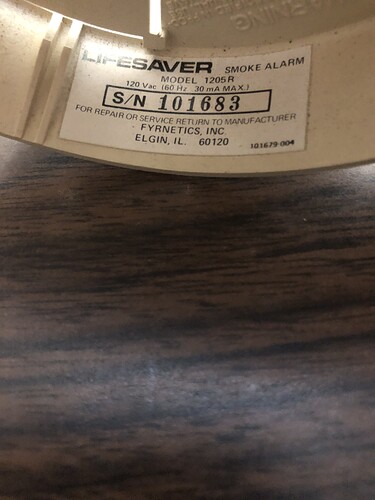 WARNING
LIFESAVER SMOKE ALARM
MODEL 1205R
120 Vac (60 Hz 30 mA MAX.)
S/N 101683
FOR REPAIR OR SERVICE RETURN TO MANUFACTURER
FYRNETICS, INC.
ELGIN, IL. 60120
101679-004